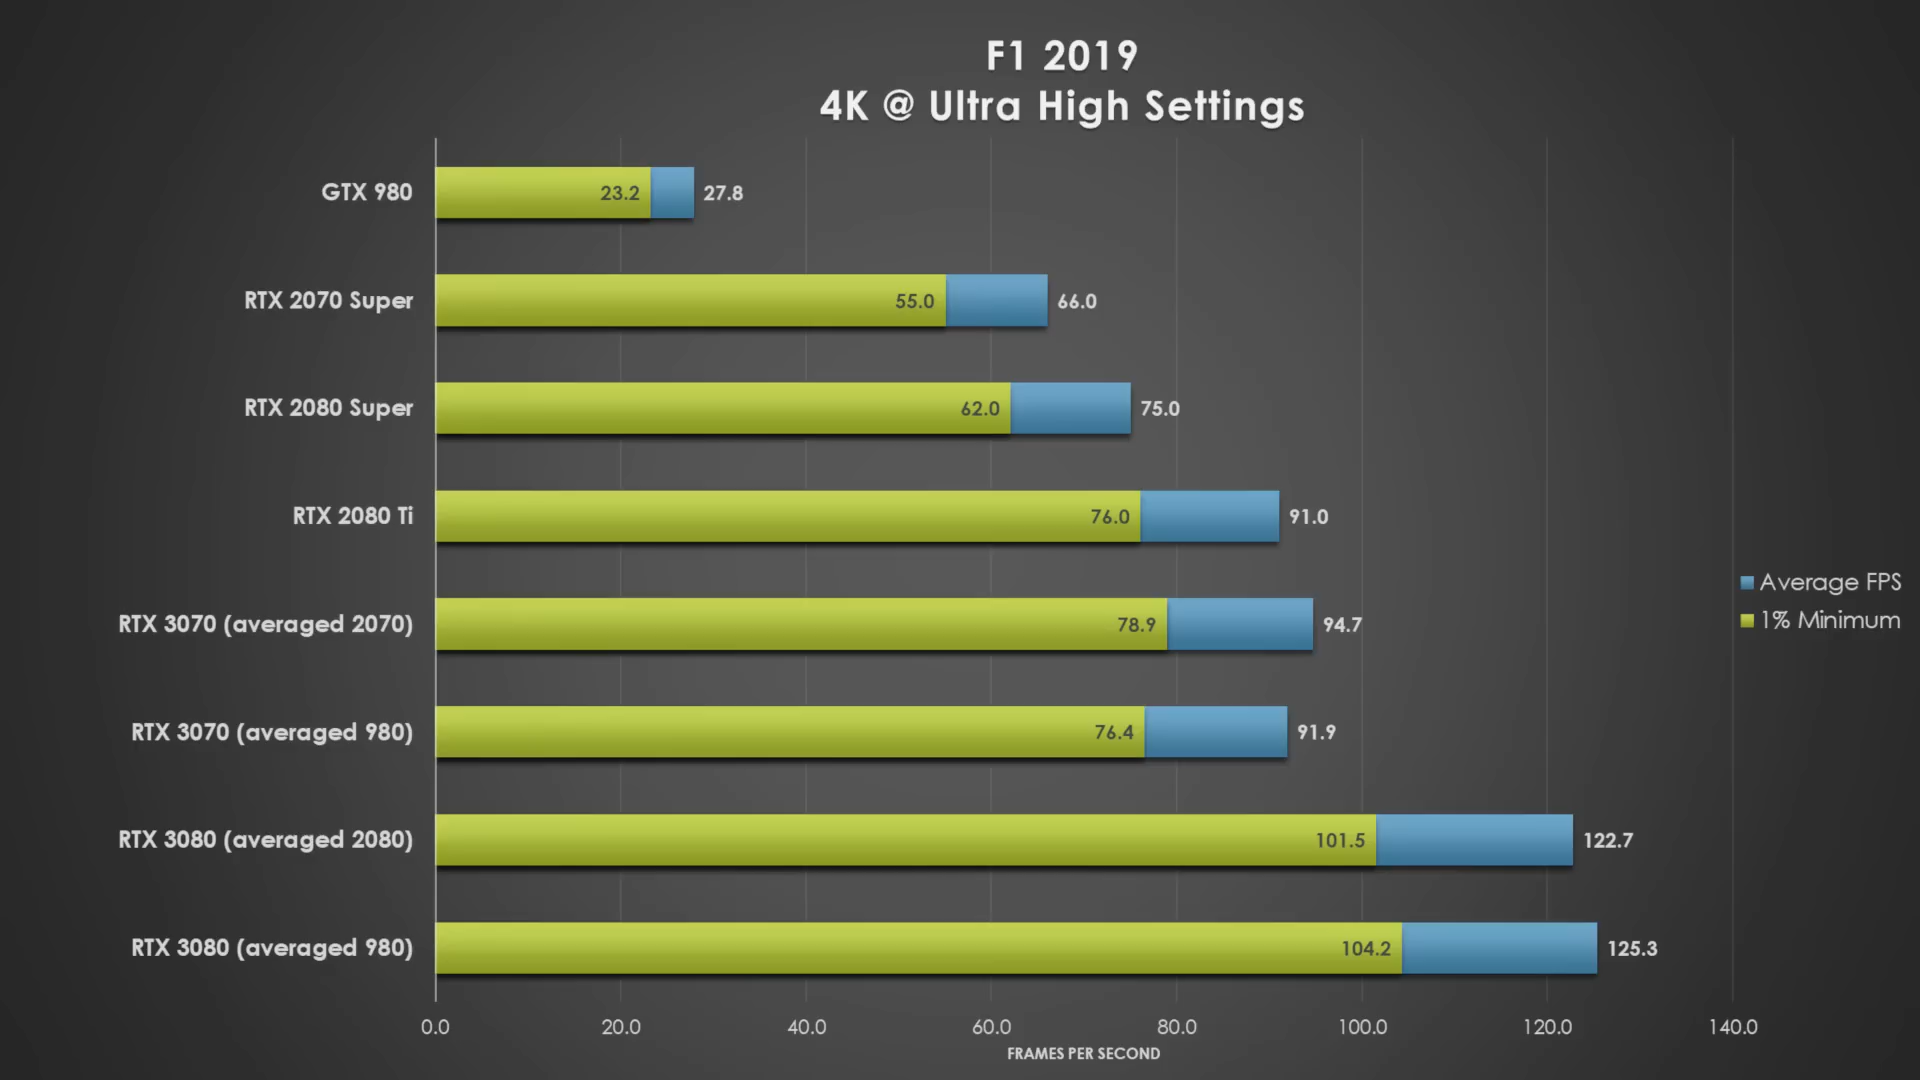 F1 2019
4K @ Ultra High Settings
GTX 980 23.2 27.8
RTX 2070 Super 55.0 66.0
RTX 2080 Super 62.0 75.0
RTX 2080 Ti 76.0 91.0
RTX 3070 (averaged 2070) 78.9 94.7
RTX 3070 (averaged 980) 76.4 91.9
RTX 3080 (averaged 2080) 101.5 122.7
RTX 3080 (averaged 980) 104.2 125.3
Average FPS
1% Minimum
0.0 20.0 40.0 60.0 80.0 100.0 120.0 140.0
FRAMES PER SECOND